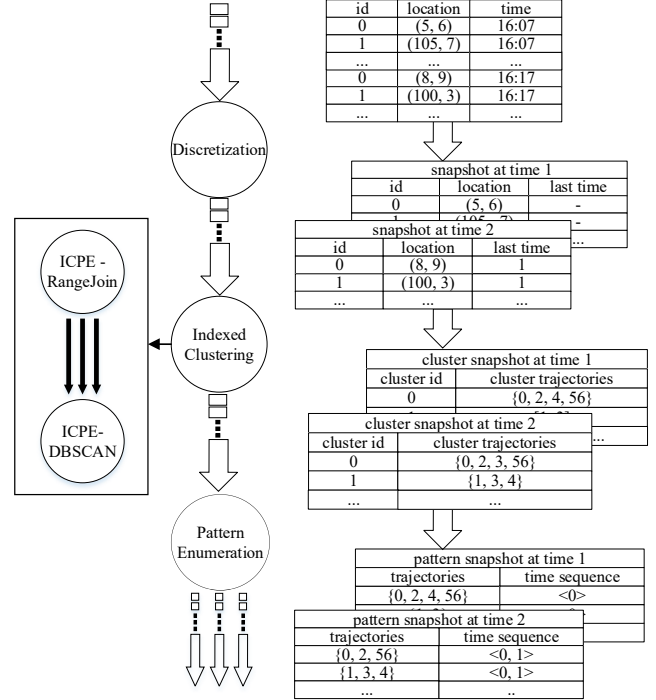 id location time
0 (5, 6) 16:07
1 (105, 7) 16:07
... ... ...
0 (8, 9) 16:17
1 (100, 3) 16:17
... ... ...
Discretization
snapshot at time 1
id location last time
0 (5, 6) -
-
...
snapshot at time 2
id location last time
0 (8, 9) 1
1 (100, 3) 1
... ... ...
ICPE -
RangeJoin
ICPE-
DBSCAN
Indexed
Clustering
cluster snapshot at time 1
cluster id cluster trajectories
0 {0, 2, 4, 56}
...
cluster snapshot at time 2
cluster id cluster trajectories
0 {0, 2, 3, 56}
1 {1, 3, 4}
... ...
Pattern
Enumeration
pattern snapshot at time 1
trajectories time sequence
{0, 2, 4, 56} <0>
pattern snapshot at time 2
trajectories time sequence
{0, 2, 56} <0, 1>
{1, 3, 4} <0, 1>
... ..